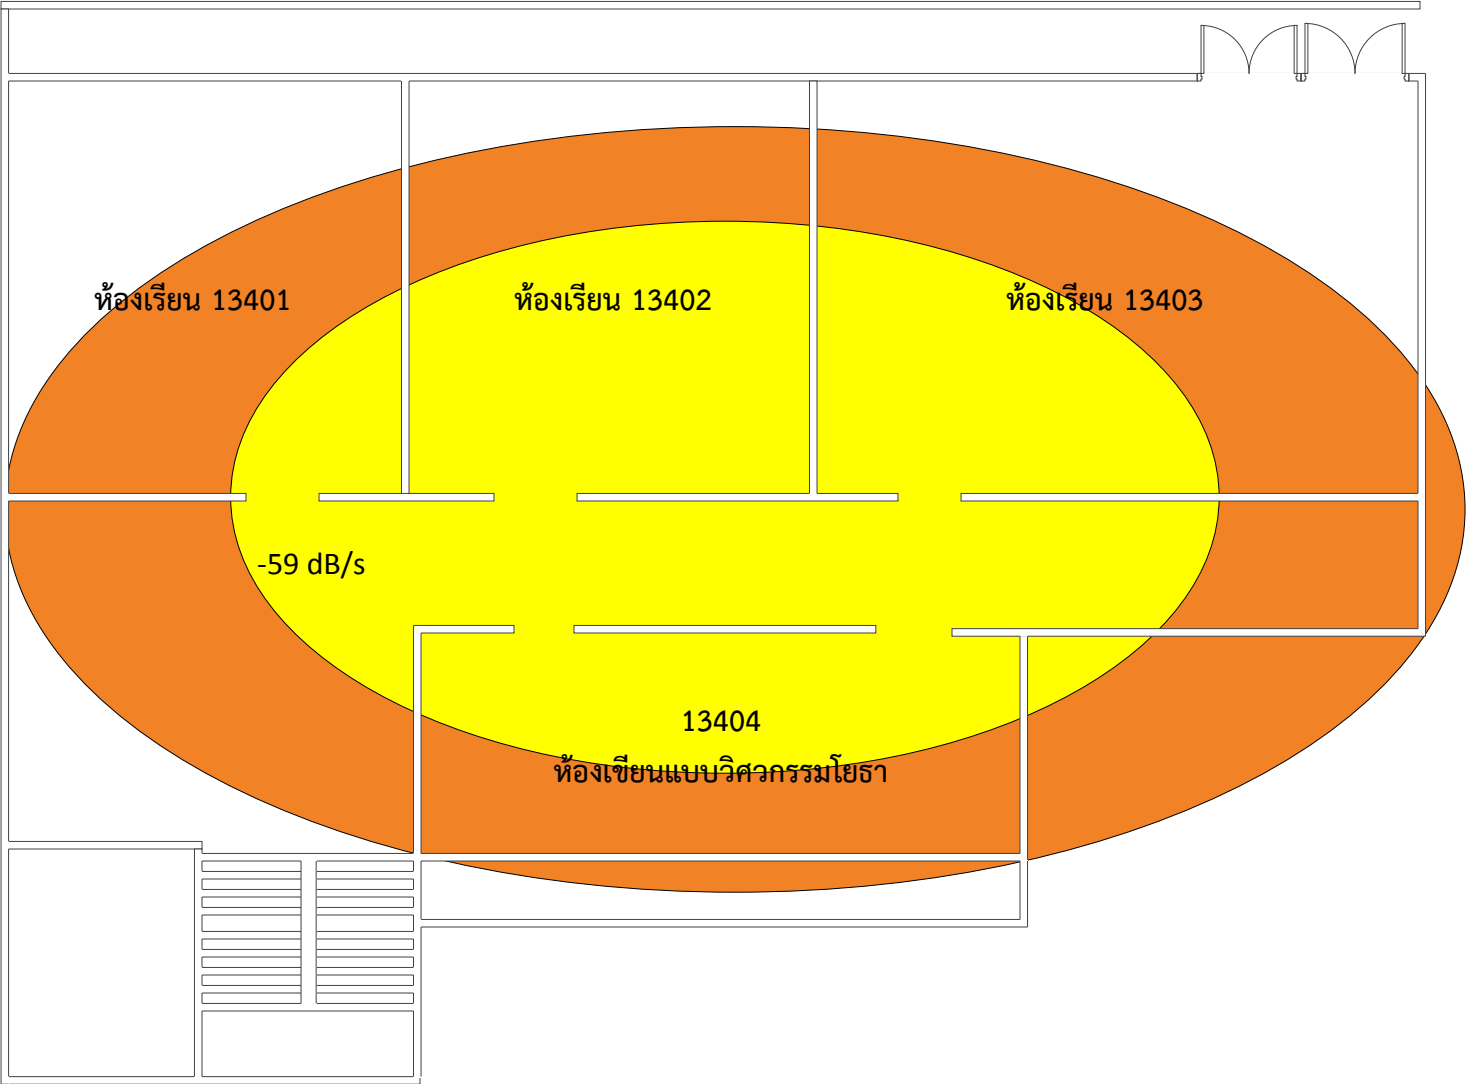 ห้องเรียน 13401
ห้องเรียน 13402
ห้องเรียน 13403
-59 dB/s
13404
ห้องเขียนแบบวิศวกรรมโยธา